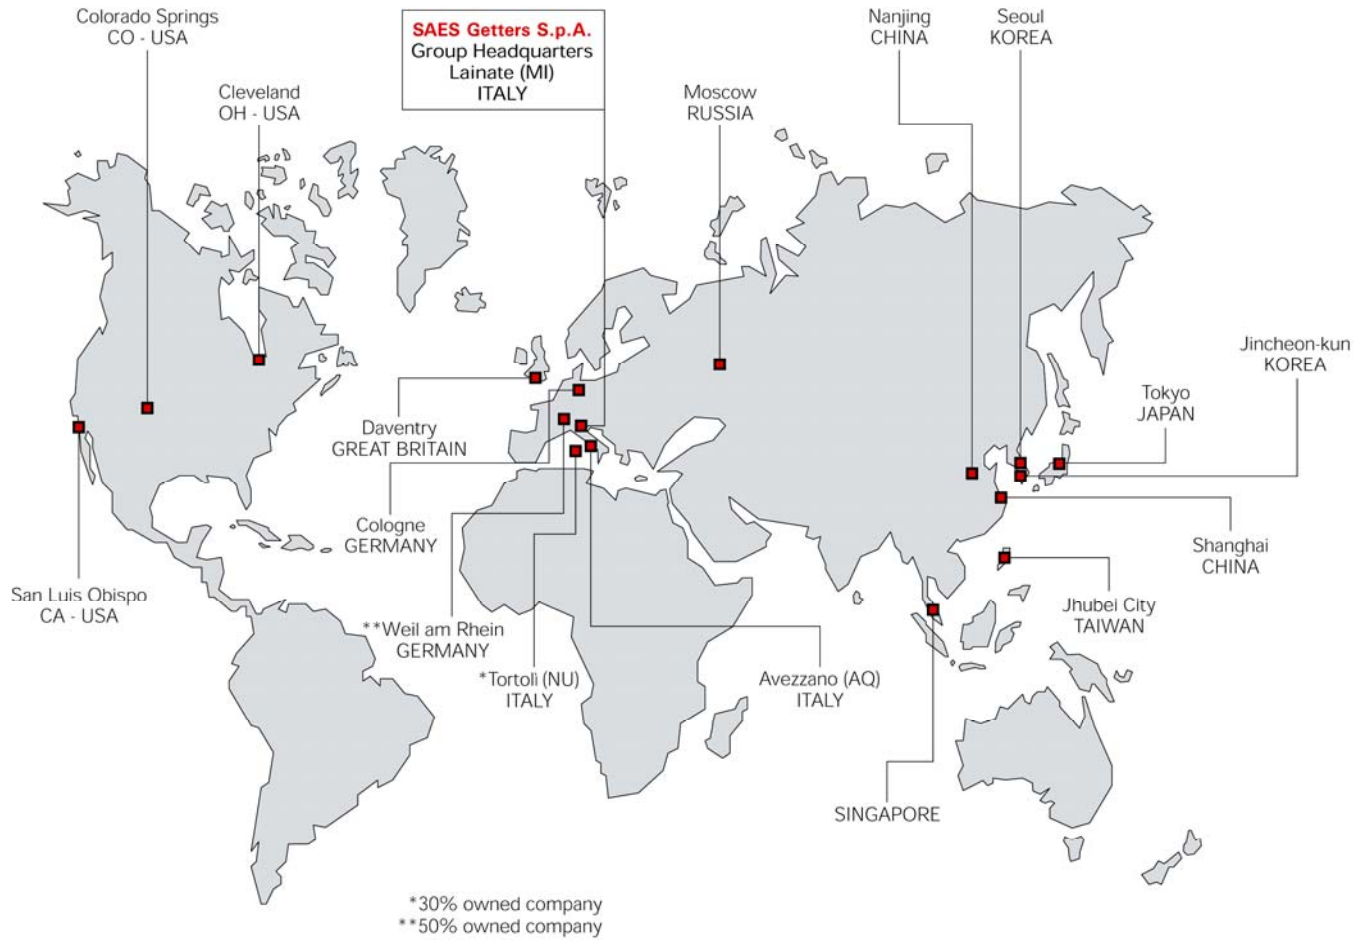 Colorado Springs
CO - USA
SAES Getters S.p.A.
Group Headquarters
Lainate (MI)
ITALY
Nanjing
CHINA
Seoul
KOREA
Cleveland
OH - USA
Moscow
RUSSIA
Jincheon-kun
KOREA
Tokyo
JAPAN
Daventry
GREAT BRITAIN
Cologne
GERMANY
Shanghai
CHINA
San Luis Obispo
CA - USA
Jhubei City
TAIWAN
**Weil am Rhein
GERMANY
*Tortolì (NU)
ITALY
Avezzano (AQ)
ITALY
SINGAPORE
*30% owned company
**50% owned company